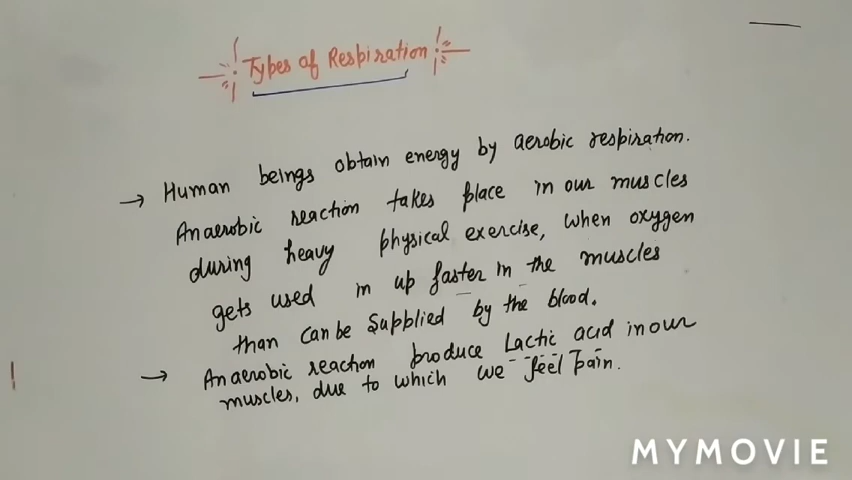 Types of Respiration
→ Human beings obtain energy by aerobic respiration.
Anaerobic reaction takes place in our muscles
during heavy physical exercise, when oxygen
gets used in up faster in the muscles
than can be supplied by the blood.
→ Anaerobic reaction produce Lactic acid in our
muscles, due to which we feel pain.
MYMOVIE